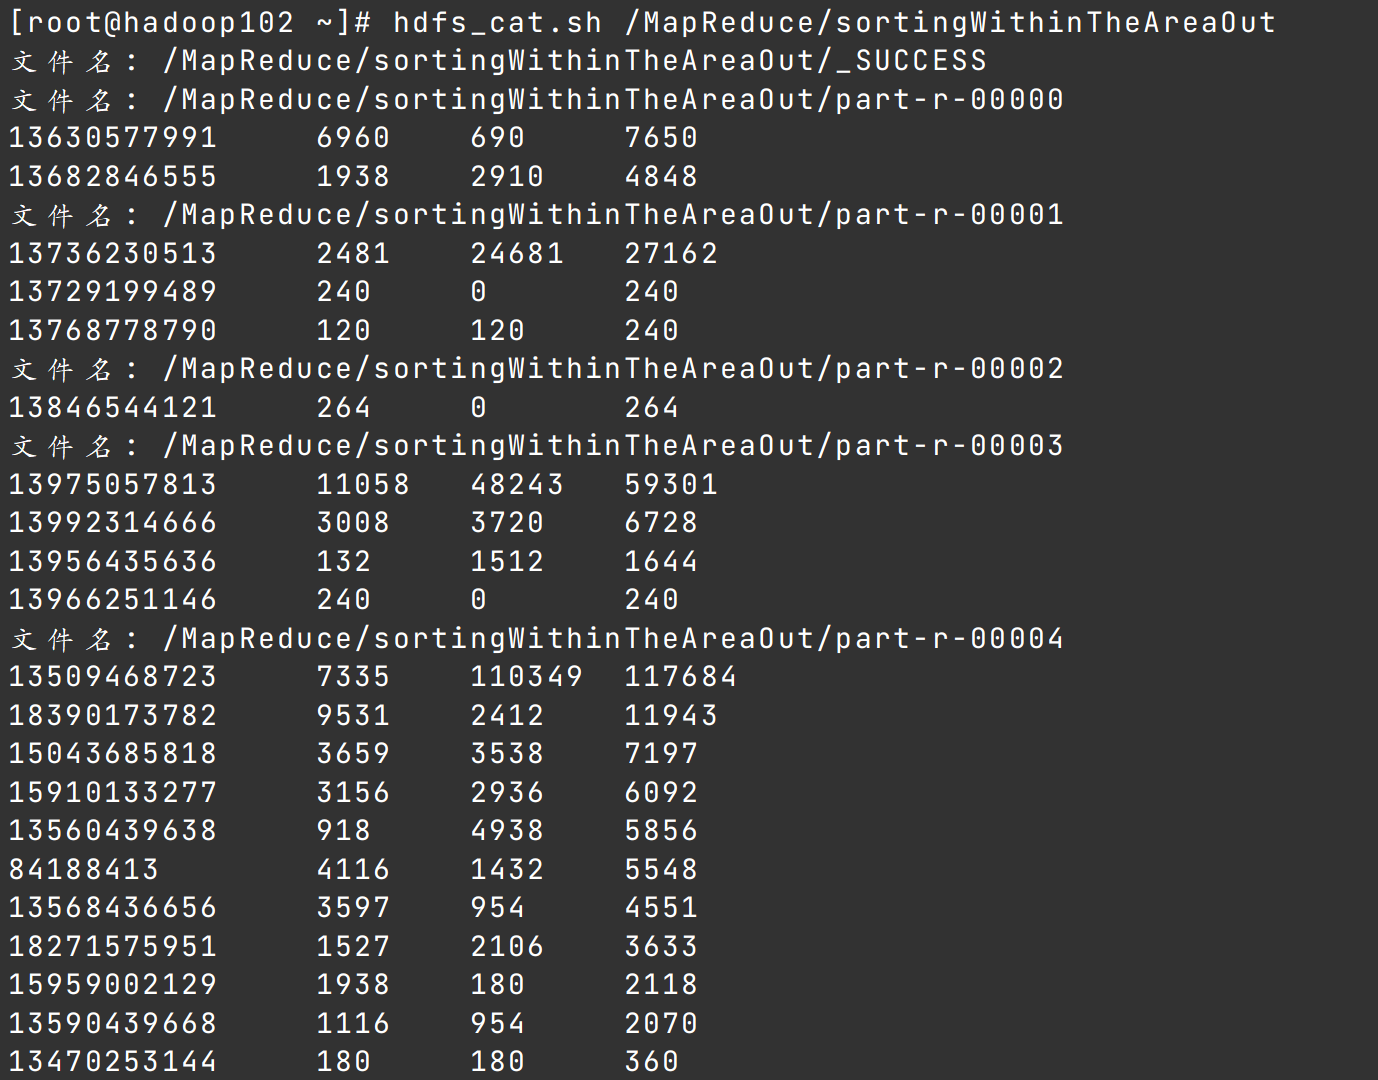 [root@hadoop102 ~]# hdfs_cat.sh /MapReduce/sortingWithinTheAreaOut
文件名: /MapReduce/sortingWithinTheAreaOut/_SUCCESS
文件名: /MapReduce/sortingWithinTheAreaOut/part-r-00000
13630577991 6960 690 7650
13682846555 1938 2910 4848
文件名: /MapReduce/sortingWithinTheAreaOut/part-r-00001
13736230513 2481 24681 27162
13729199489 240 0 240
13768778790 120 120 240
文件名: /MapReduce/sortingWithinTheAreaOut/part-r-00002
13846544121 264 0 264
文件名: /MapReduce/sortingWithinTheAreaOut/part-r-00003
13975057813 11058 48243 59301
13992314666 3008 3720 6728
13956435636 132 1512 1644
13966251146 240 0 240
文件名: /MapReduce/sortingWithinTheAreaOut/part-r-00004
13509468723 7335 110349 117684
18390173782 9531 2412 11943
15043685818 3659 3538 7197
15910133277 3156 2936 6092
13560439638 918 4938 5856
84188413 4116 1432 5548
13568436656 3597 954 4551
18271575951 1527 2106 3633
15959002129 1938 180 2118
13590439668 1116 954 2070
13470253144 180 180 360